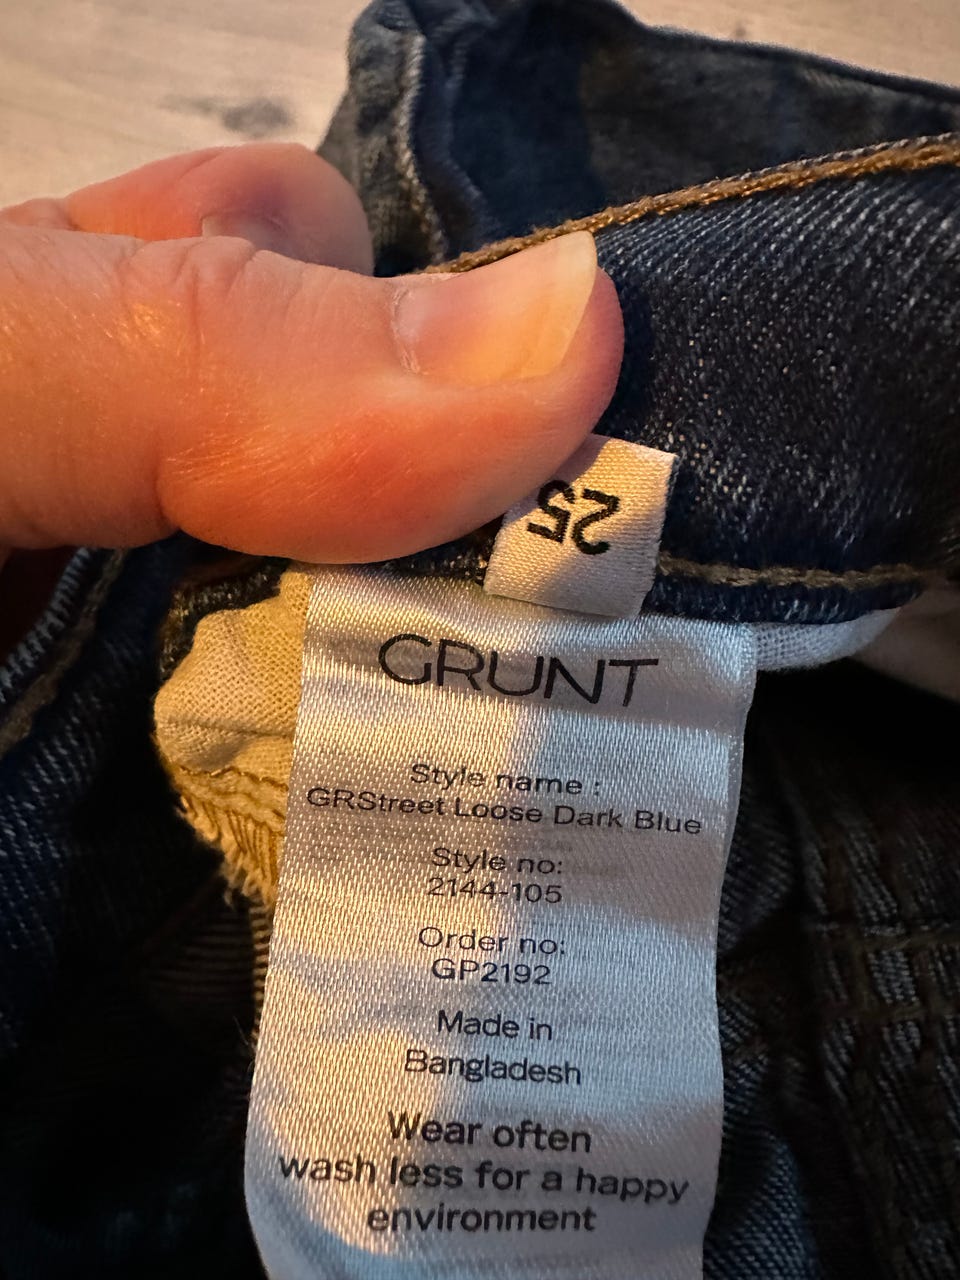 25
GRUNT
Style name :
GRStreet Loose Dark Blue
Style no:
2144-105
Order no:
GP2192
Made in
Bangladesh
Wear often
wash less for a happy
environment